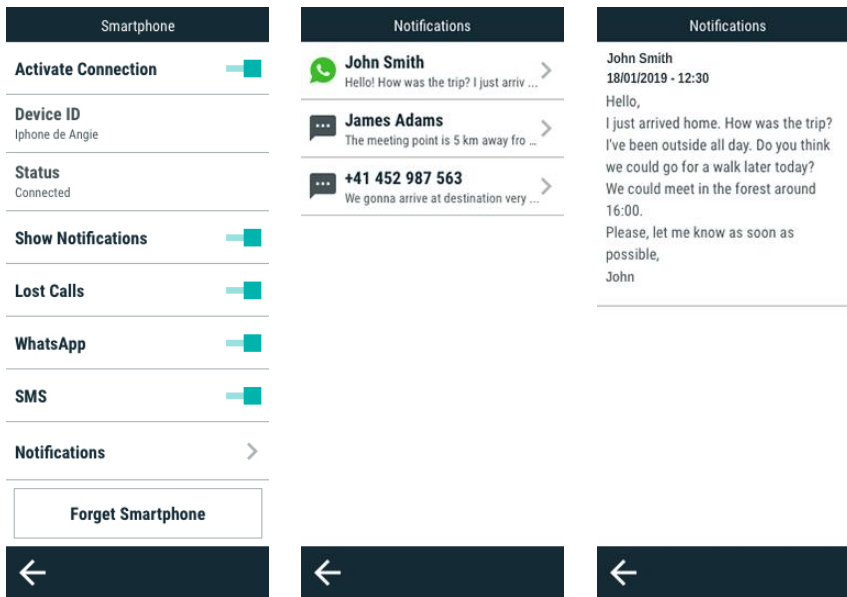 Smartphone
Activate Connection
Device ID
Iphone de Angie
Status
Connected
Show Notifications
Lost Calls
WhatsApp
SMS
Notifications
Forget Smartphone
Notifications
John Smith
Hello! How was the trip? I just arriv ...
James Adams
The meeting point is 5 km away fro ...
+41 452 987 563
We gonna arrive at destination very ...
Notifications
John Smith
18/01/2019 - 12:30
Hello,
I just arrived home. How was the trip?
I've been outside all day. Do you think
we could go for a walk later today?
We could meet in the forest around
16:00.
Please, let me know as soon as
possible,
John